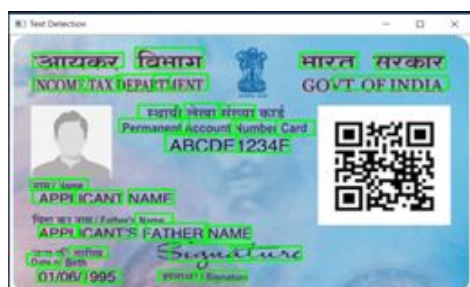 Text Detection
आयकर विभाग
भारत सरकार
INCOME TAX DEPARTMENT
GOVT OF INDIA
स्थायी लेखा संख्या कार्ड
Permanent Account Number Card
ABCDE1234F
नाम / Name
APPLICANT NAME
पिता का नाम / Father's Name
APPLICANT'S FATHER NAME
जन्म की तारीख
Date of Birth
01/06/1995
Signature
हस्ताक्षर / Signature